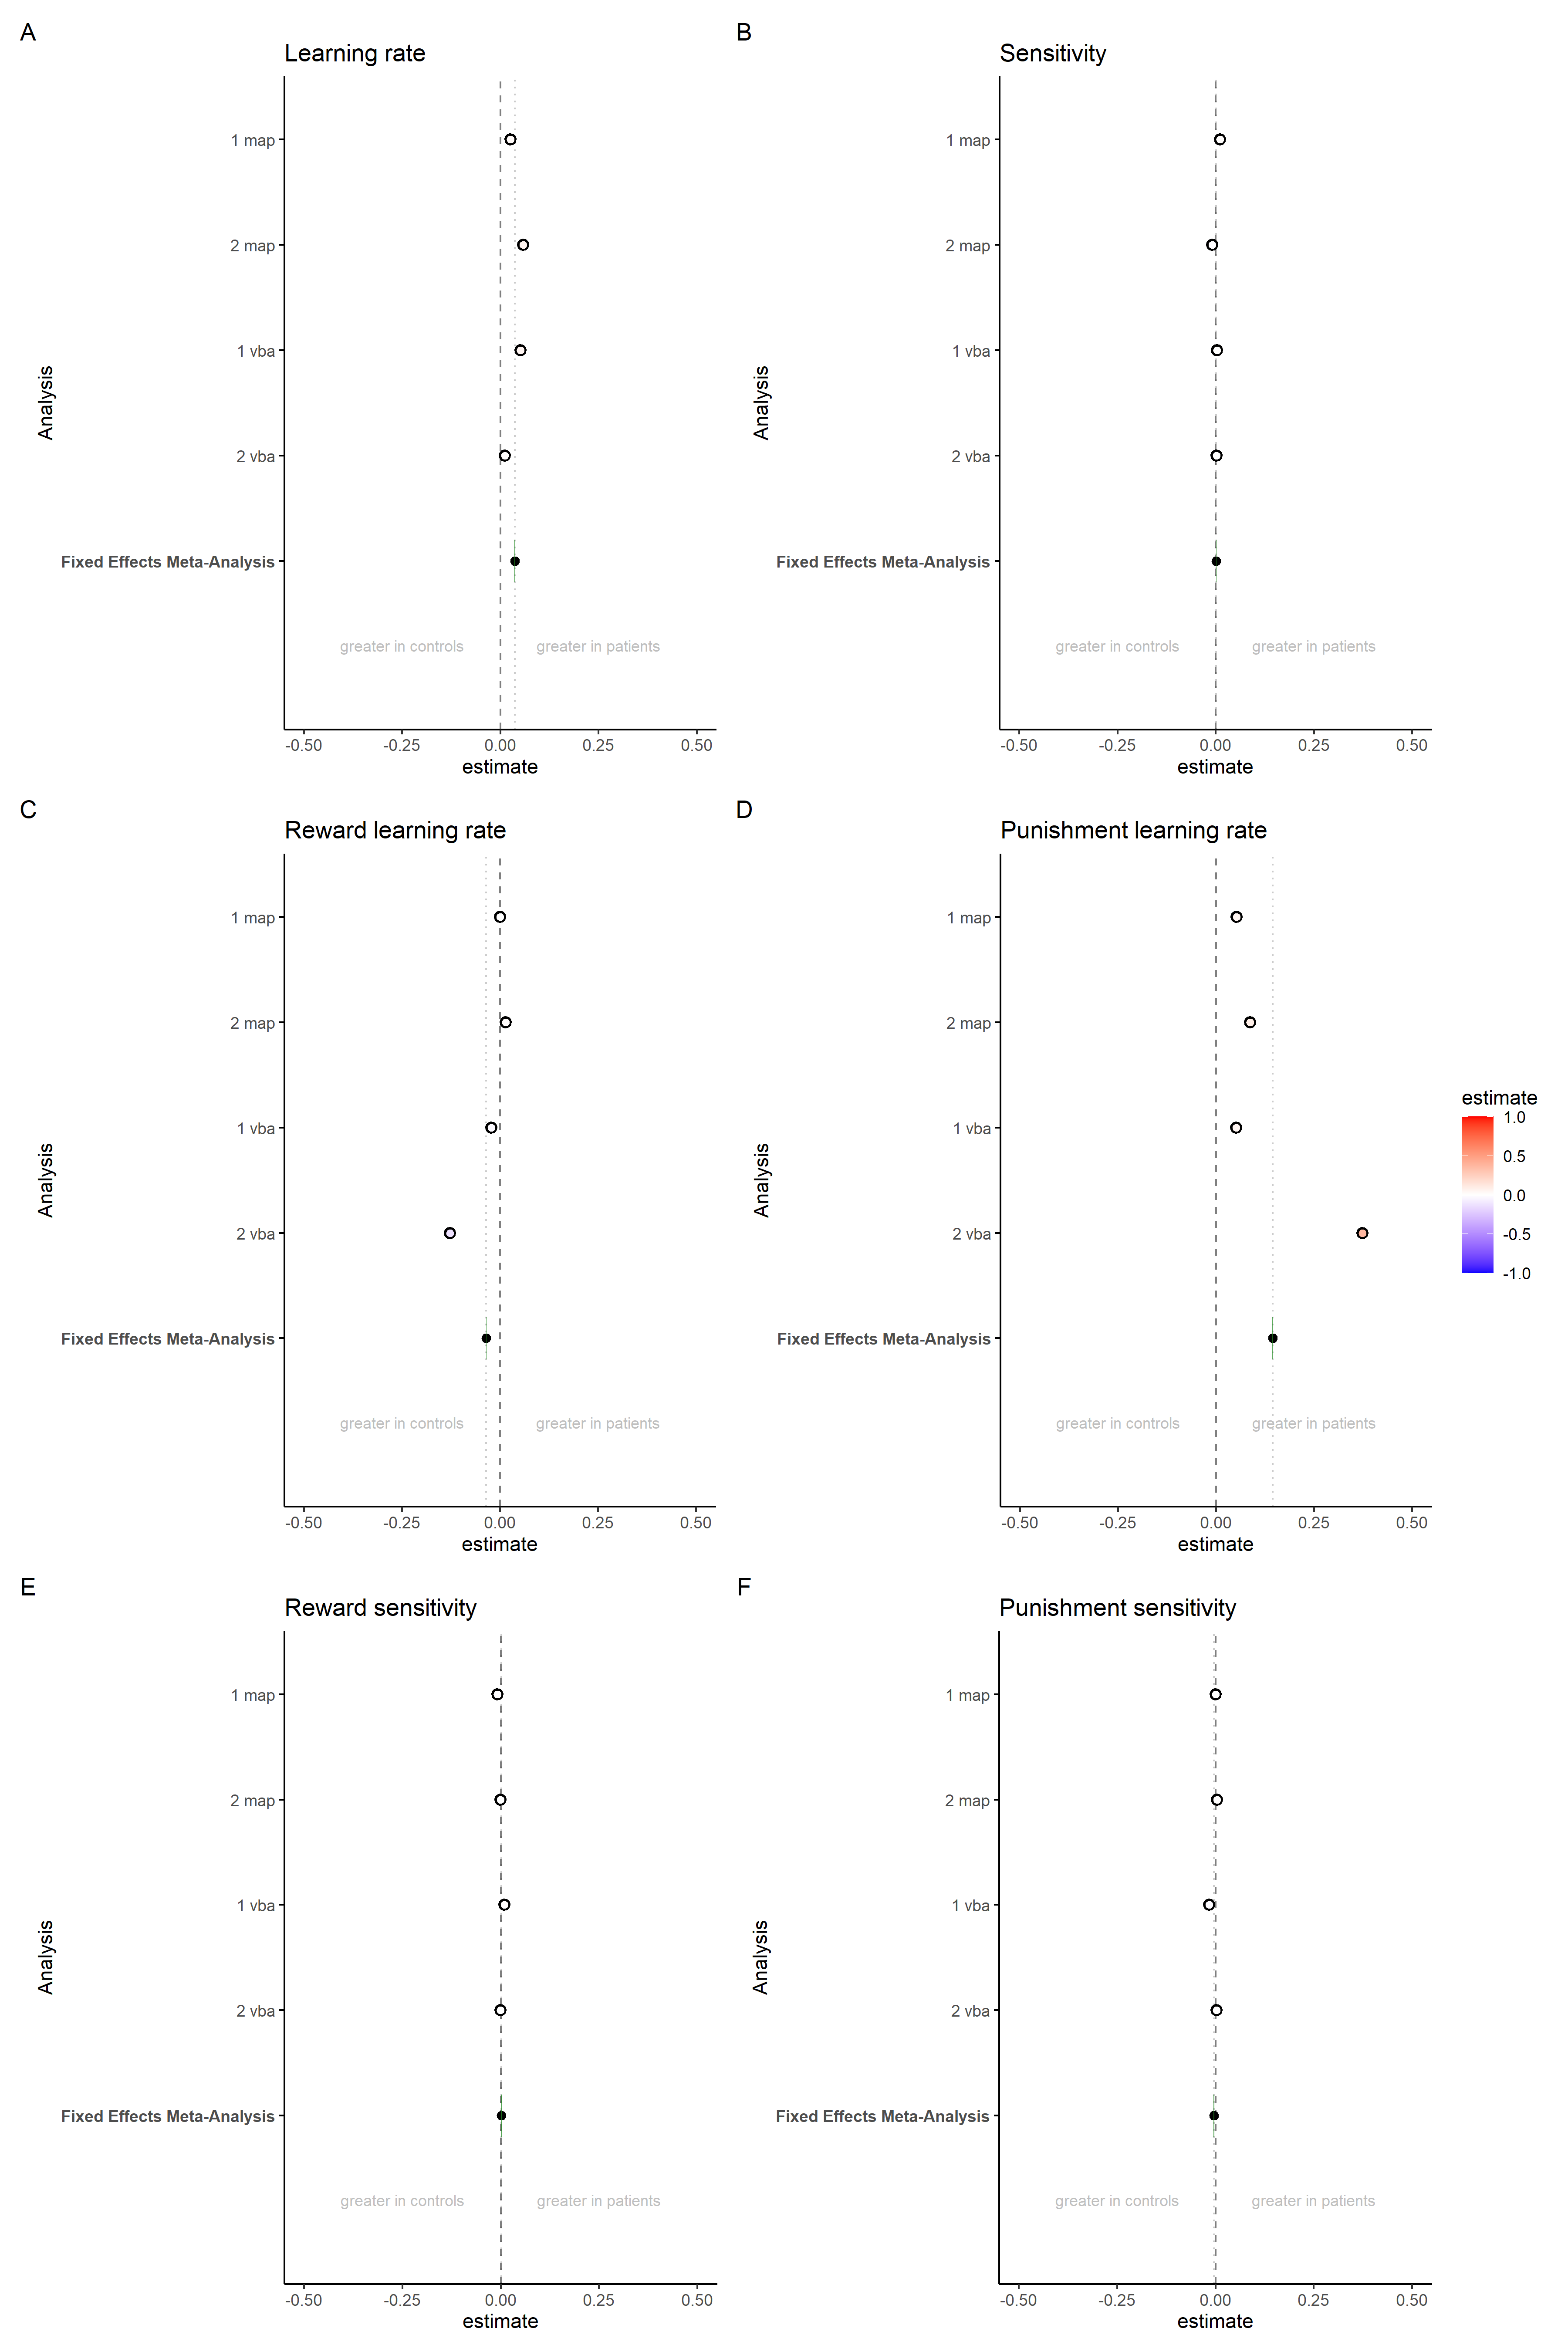 A
Learning rate
Analysis
1 map
2 map
1 vba
2 vba
Fixed Effects Meta-Analysis
greater in controls greater in patients
-0.50 -0.25 0.00 0.25 0.50
estimate
B
Sensitivity
Analysis
1 map
2 map
1 vba
2 vba
Fixed Effects Meta-Analysis
greater in controls greater in patients
-0.50 -0.25 0.00 0.25 0.50
estimate
C
Reward learning rate
Analysis
1 map
2 map
1 vba
2 vba
Fixed Effects Meta-Analysis
greater in controls greater in patients
-0.50 -0.25 0.00 0.25 0.50
estimate
D
Punishment learning rate
Analysis
1 map
2 map
1 vba
2 vba
Fixed Effects Meta-Analysis
greater in controls greater in patients
-0.50 -0.25 0.00 0.25 0.50
estimate
estimate
1.0
0.5
0.0
-0.5
-1.0
E
Reward sensitivity
Analysis
1 map
2 map
1 vba
2 vba
Fixed Effects Meta-Analysis
greater in controls greater in patients
-0.50 -0.25 0.00 0.25 0.50
estimate
F
Punishment sensitivity
Analysis
1 map
2 map
1 vba
2 vba
Fixed Effects Meta-Analysis
greater in controls greater in patients
-0.50 -0.25 0.00 0.25 0.50
estimate